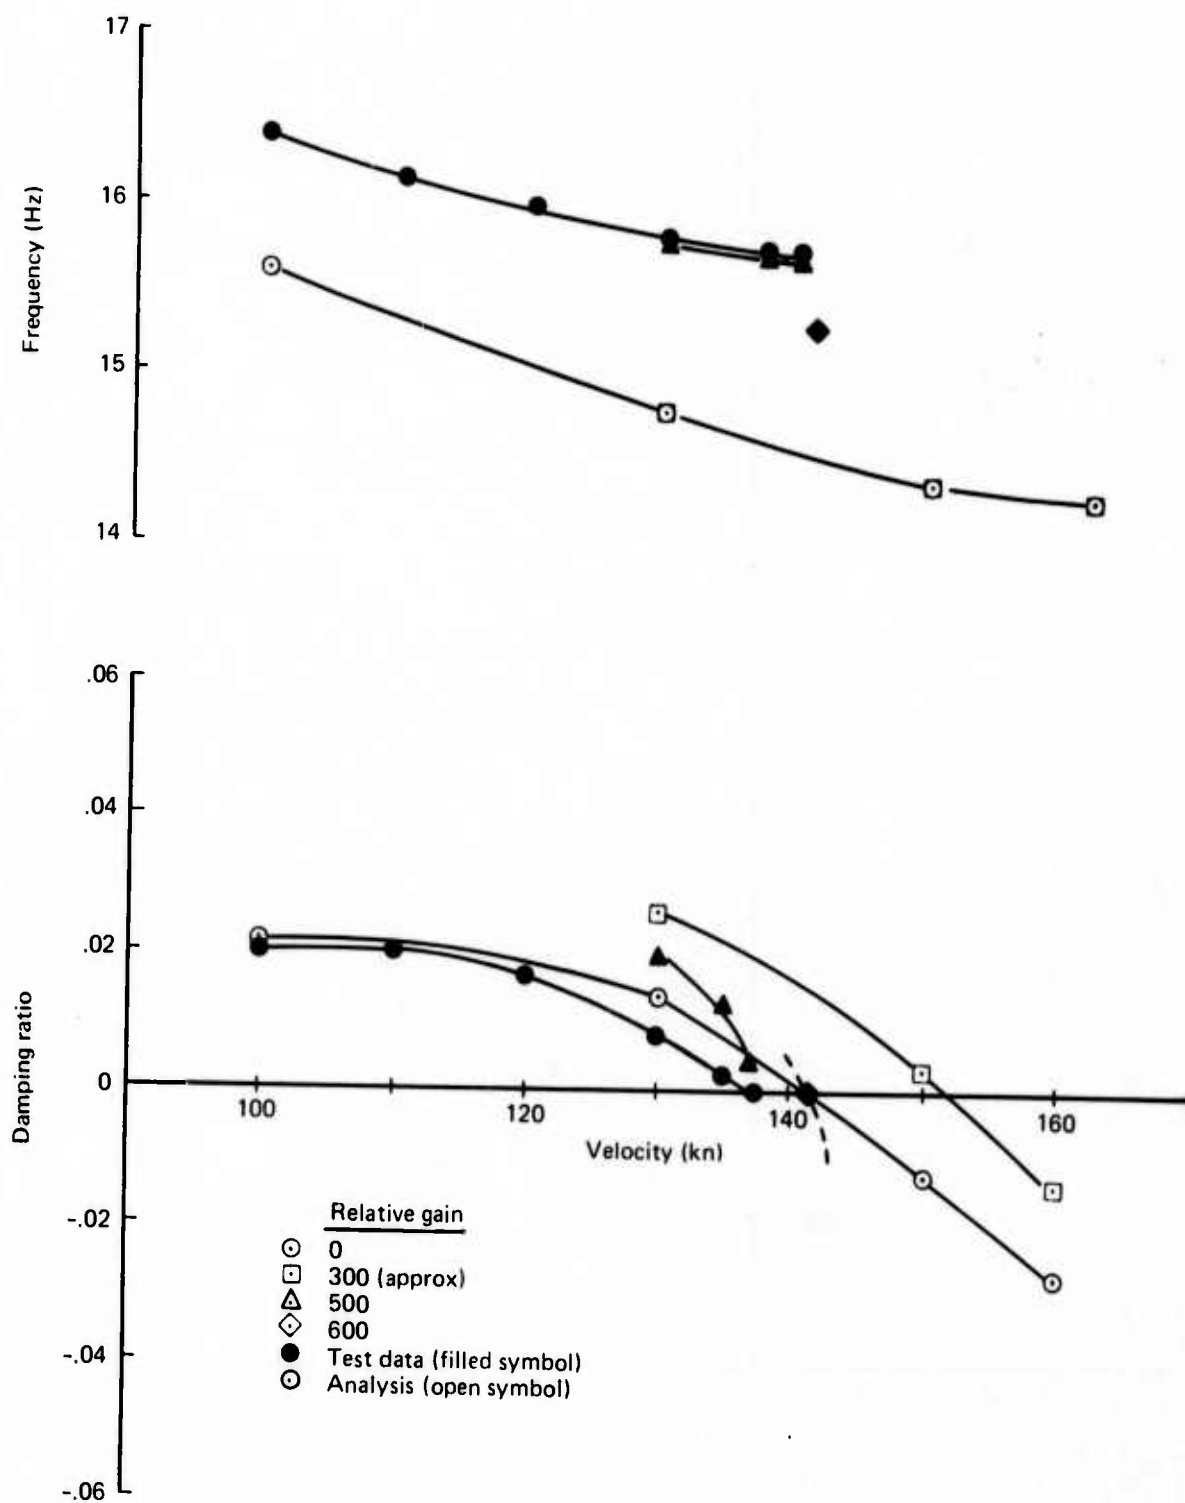 17
16
15
14
Frequency (Hz)
.06
.04
.02
0
-.02
-.04
-.06
Damping ratio
100
120
140
160
Velocity (kn)
Relative gain
0
300 (approx)
500
600
Test data (filled symbol)
Analysis (open symbol)